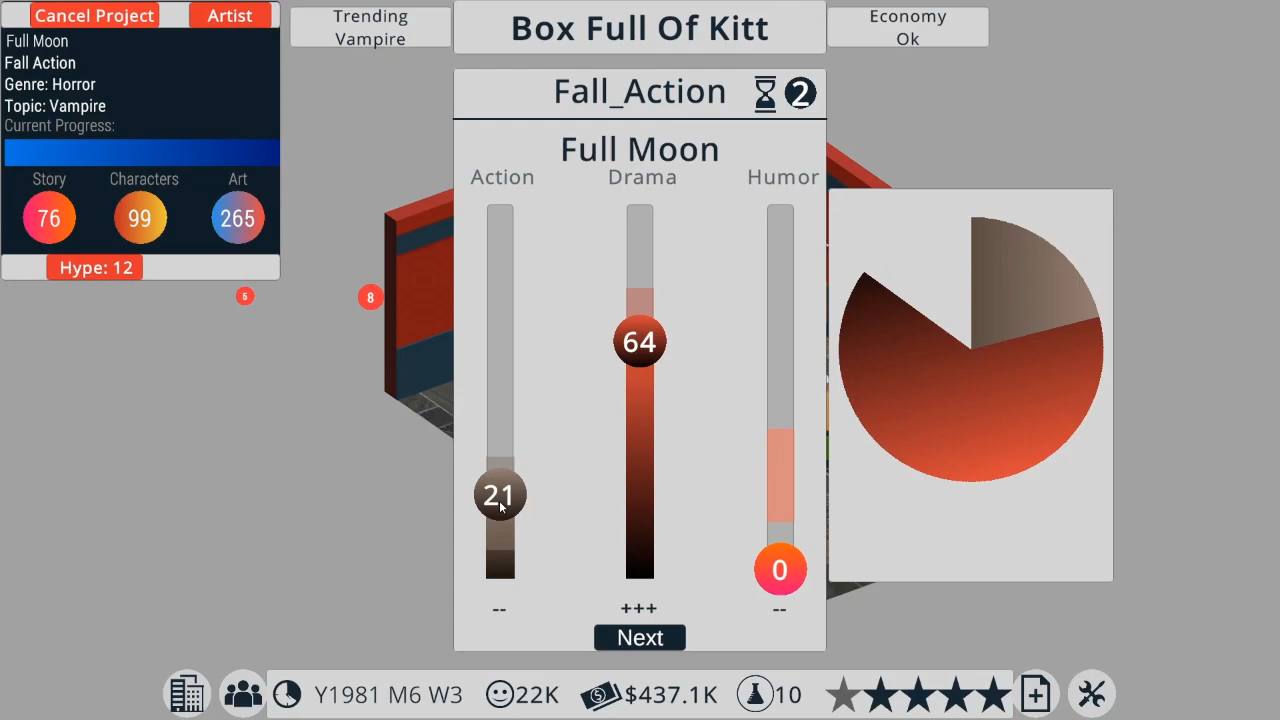 Cancel Project
Artist
Full Moon
Fall Action
Genre: Horror
Topic: Vampire
Current Progress:
Story
Characters
Art
76
99
265
Hype: 12
5
8
Trending
Vampire
Box Full Of Kitt
Economy
Ok
Fall_Action
2
Full Moon
Action
Drama
Humor
21
64
0
--
+++
--
Next
Y1981 M6 W3
22K
$437.1K
10